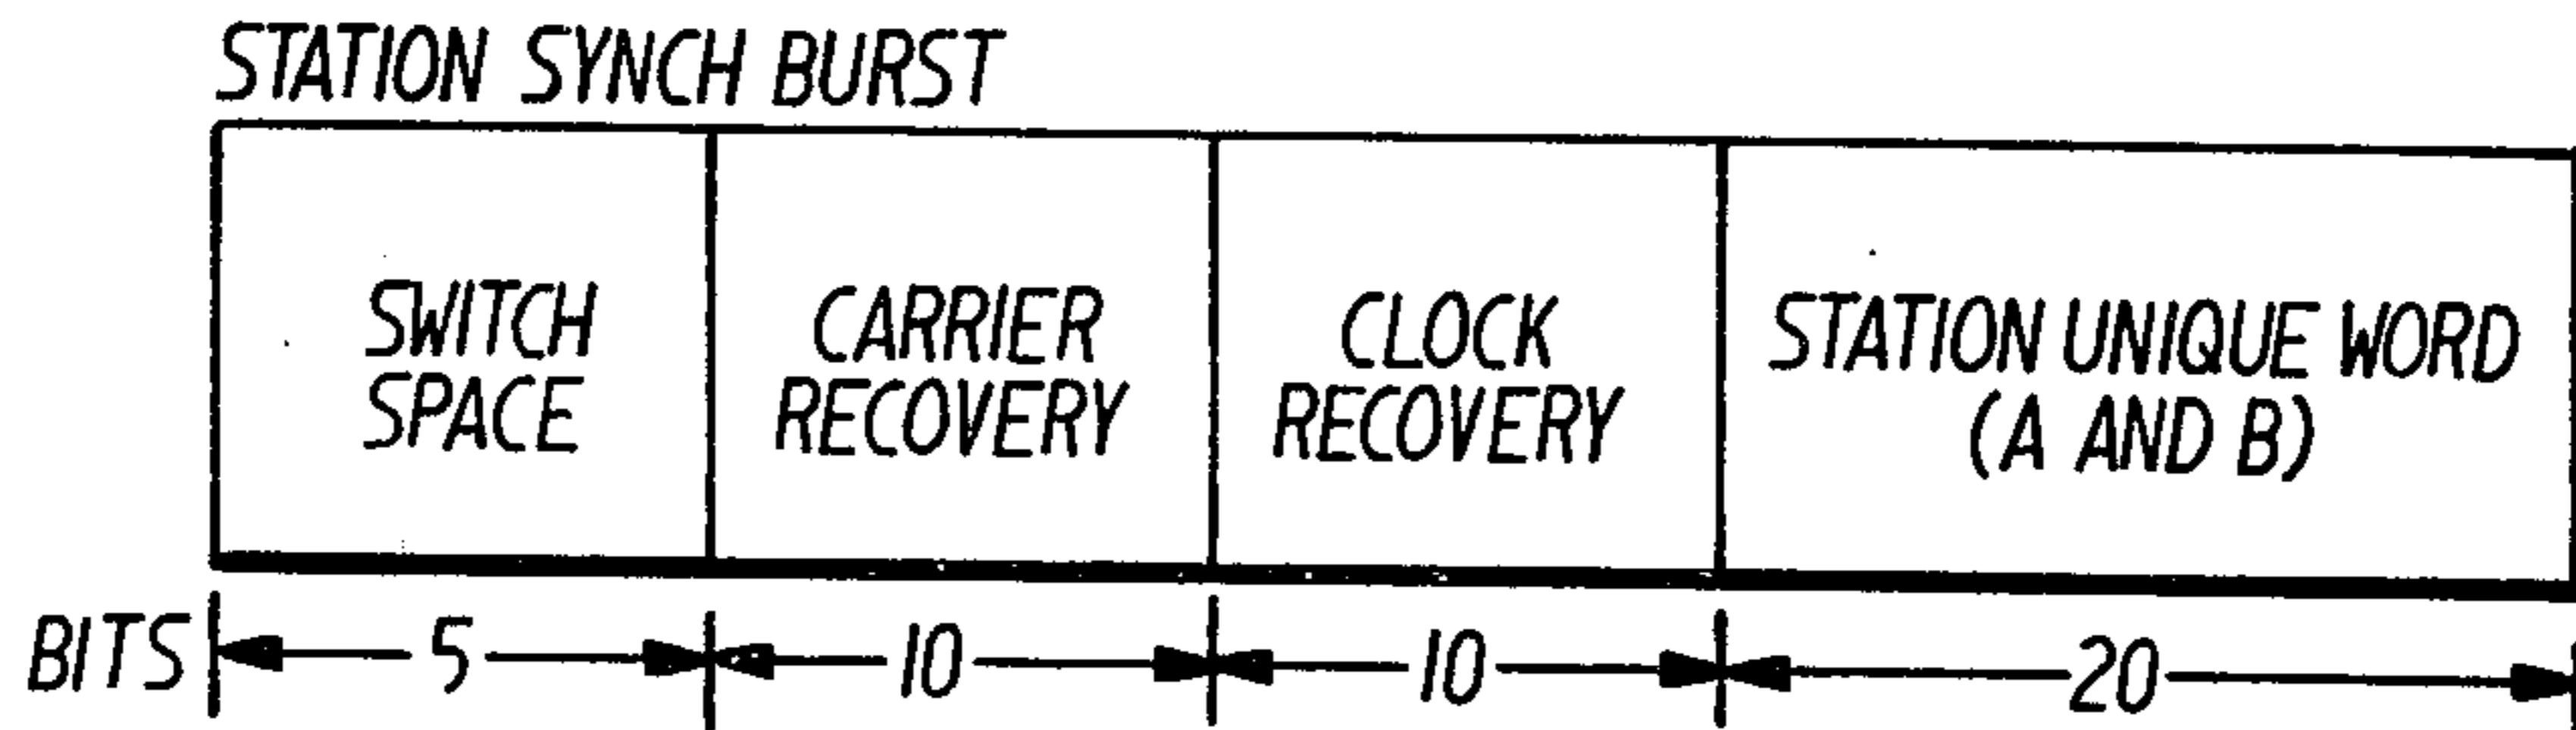 STATION SYNCH BURST
SWITCH
SPACE
CARRIER
RECOVERY
CLOCK
RECOVERY
STATION UNIQUE WORD
(A AND B)
BITS 5 10 10 20